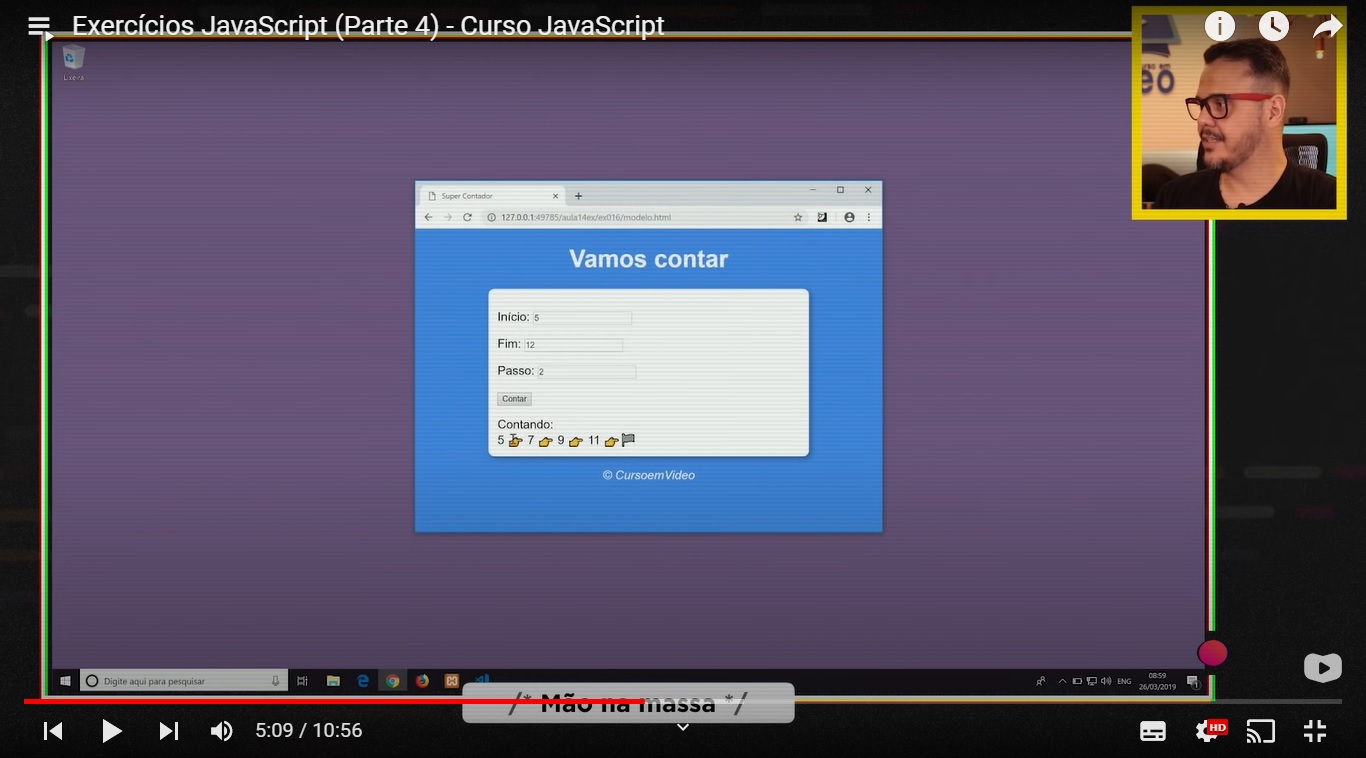 Exercícios JavaScript (Parte 4) - Curso JavaScript
Lixeira
eo
Super Contador
127.0.0.1:49785/aula14ex/ex016/modelo.html
Vamos contar
Início: 5
Fim: 12
Passo: 2
Contar
Contando:
5 👉 7 👉 9 👉 11 👉 🏁
© CursoemVideo
Digite aqui para pesquisar
ENG
08:59
26/03/2019
1
/* Mão na massa */
5:09 / 10:56
HD